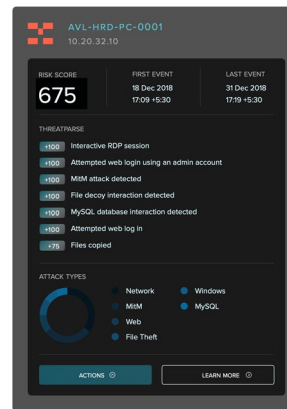 AVL-HRD-PC-0001
10.20.32.10
RISK SCORE
675
FIRST EVENT
18 Dec 2018
17:09 +5:30
LAST EVENT
31 Dec 2018
17:19 +5:30
THREATPARSE
+100 Interactive RDP session
+100 Attempted web login using an admin account
+100 MitM attack detected
+100 File decoy interaction detected
+100 MySQL database interaction detected
+100 Attempted web log in
+75 Files copied
ATTACK TYPES
Network
Windows
MitM
MySQL
Web
File Theft
ACTIONS
LEARN MORE